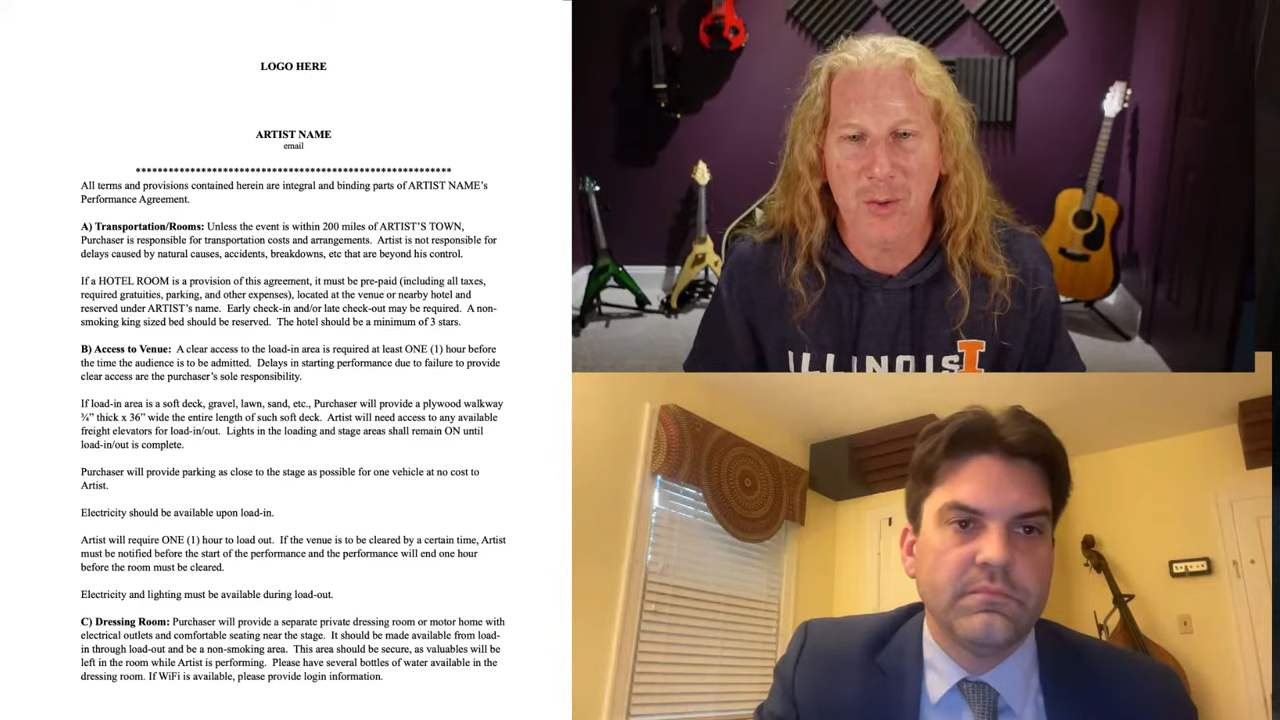 LOGO HERE
ARTIST NAME
email
************************************************************
All terms and provisions contained herein are integral and binding parts of ARTIST NAME's
Performance Agreement.
A) Transportation/Rooms: Unless the event is within 200 miles of ARTIST'S TOWN,
Purchaser is responsible for transportation costs and arrangements. Artist is not responsible for
delays caused by natural causes, accidents, breakdowns, etc that are beyond his control.
If a HOTEL ROOM is a provision of this agreement, it must be pre-paid (including all taxes,
required gratuities, parking, and other expenses), located at the venue or nearby hotel and
reserved under ARTIST's name. Early check-in and/or late check-out may be required. A non-
smoking king sized bed should be reserved. The hotel should be a minimum of 3 stars.
B) Access to Venue: A clear access to the load-in area is required at least ONE (1) hour before
the time the audience is to be admitted. Delays in starting performance due to failure to provide
clear access are the purchaser's sole responsibility.
If load-in area is a soft deck, gravel, lawn, sand, etc., Purchaser will provide a plywood walkway
¾" thick x 36" wide the entire length of such soft deck. Artist will need access to any available
freight elevators for load-in/out. Lights in the loading and stage areas shall remain ON until
load-in/out is complete.
Purchaser will provide parking as close to the stage as possible for one vehicle at no cost to
Artist.
Electricity should be available upon load-in.
Artist will require ONE (1) hour to load out. If the venue is to be cleared by a certain time, Artist
must be notified before the start of the performance and the performance will end one hour
before the room must be cleared.
Electricity and lighting must be available during load-out.
C) Dressing Room: Purchaser will provide a separate private dressing room or motor home with
electrical outlets and comfortable seating near the stage. It should be made available from load-
in through load-out and be a non-smoking area. This area should be secure, as valuables will be
left in the room while Artist is performing. Please have several bottles of water available in the
dressing room. If WiFi is available, please provide login information.
ILLINOIS I